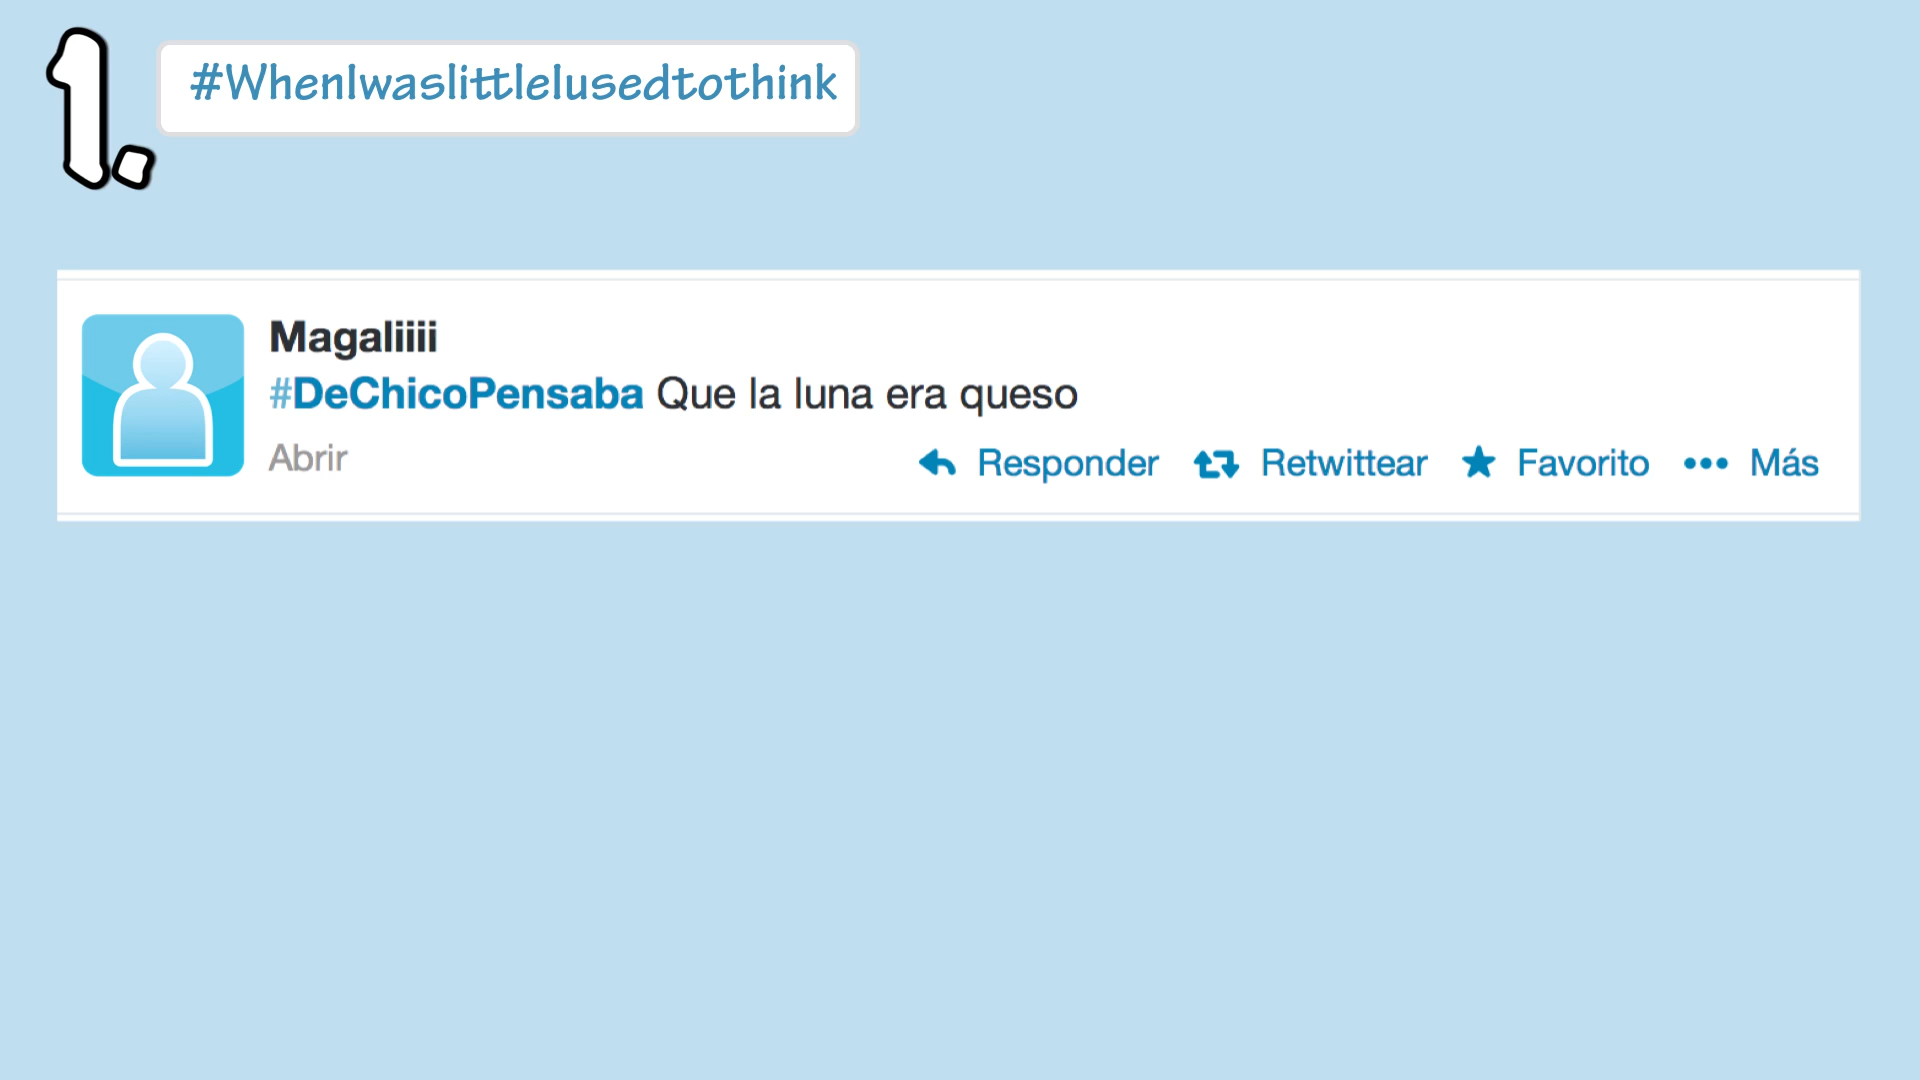 1.
#WhenIwaslittleIusedtothink
Magaliiii
#DeChicoPensaba Que la luna era queso
Abrir
Responder Retwittear Favorito Más